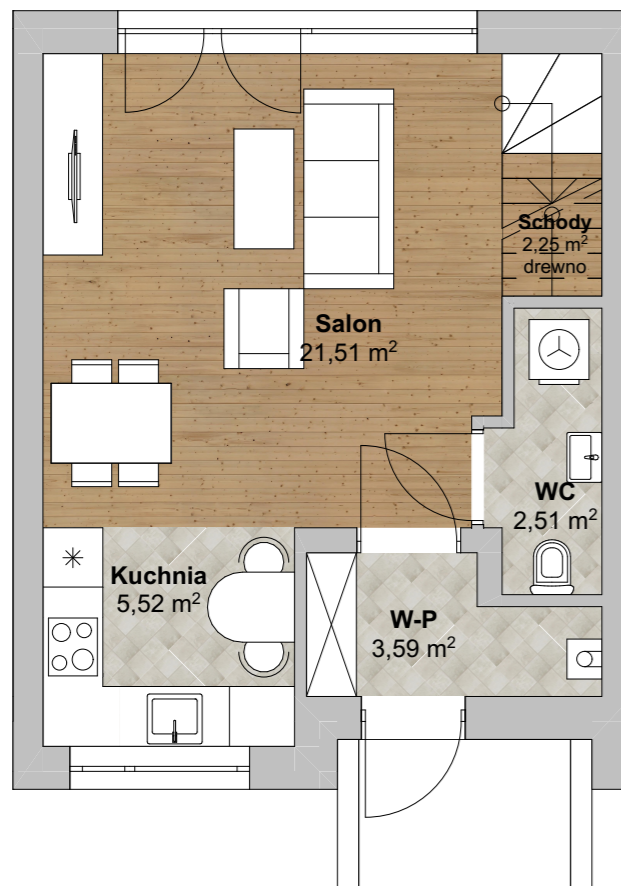 Schody
2,25 m²
drewno
Salon
21,51 m²
WC
2,51 m²
Kuchnia
5,52 m²
W-P
3,59 m²